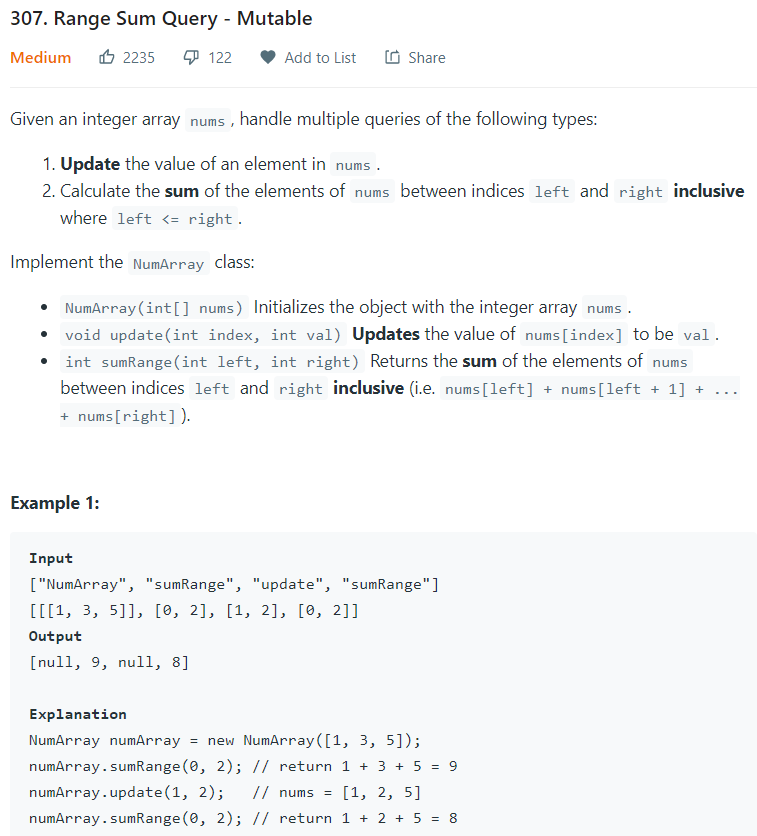 307. Range Sum Query - Mutable
Medium 2235 122 Add to List Share
Given an integer array nums , handle multiple queries of the following types:
1. Update the value of an element in nums .
2. Calculate the sum of the elements of nums between indices left and right inclusive
where left <= right .
Implement the NumArray class:
• NumArray(int[] nums) Initializes the object with the integer array nums .
• void update(int index, int val) Updates the value of nums[index] to be val .
• int sumRange(int left, int right) Returns the sum of the elements of nums
between indices left and right inclusive (i.e. nums[left] + nums[left + 1] + ...
+ nums[right] ).
Example 1:
Input
["NumArray", "sumRange", "update", "sumRange"]
[[[1, 3, 5]], [0, 2], [1, 2], [0, 2]]
Output
[null, 9, null, 8]
Explanation
NumArray numArray = new NumArray([1, 3, 5]);
numArray.sumRange(0, 2); // return 1 + 3 + 5 = 9
numArray.update(1, 2);   // nums = [1, 2, 5]
numArray.sumRange(0, 2); // return 1 + 2 + 5 = 8